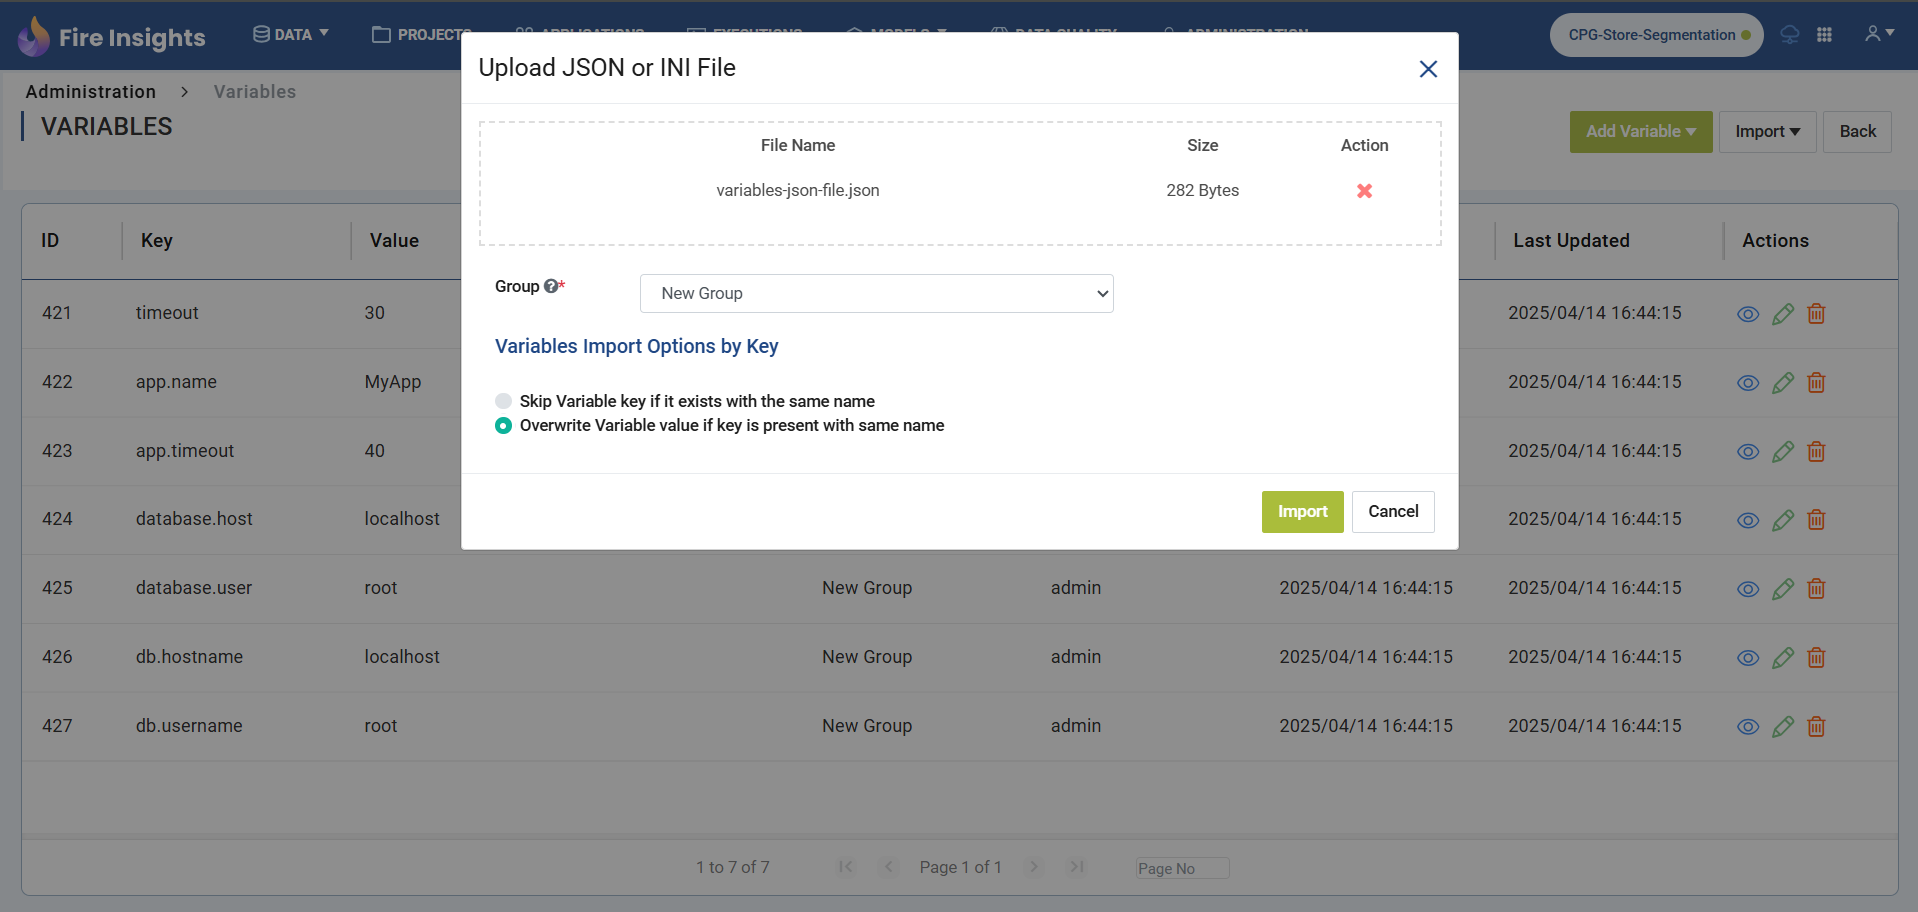 Fire Insights
DATA
PROJECTS
APPLICATIONS
EXECUTIONS
MODELS
DATA QUALITY
ADMINISTRATION
CPG-Store-Segmentation
Administration > Variables
VARIABLES
Add Variable
Import
Back
Upload JSON or INI File
File Name Size Action
variables-json-file.json 282 Bytes
Group *
New Group
Variables Import Options by Key
Skip Variable key if it exists with the same name
Overwrite Variable value if key is present with same name
Import
Cancel
ID Key Value Last Updated Actions
421 timeout 30 2025/04/14 16:44:15
422 app.name MyApp 2025/04/14 16:44:15
423 app.timeout 40 2025/04/14 16:44:15
424 database.host localhost 2025/04/14 16:44:15
425 database.user root New Group admin 2025/04/14 16:44:15 2025/04/14 16:44:15
426 db.hostname localhost New Group admin 2025/04/14 16:44:15 2025/04/14 16:44:15
427 db.username root New Group admin 2025/04/14 16:44:15 2025/04/14 16:44:15
1 to 7 of 7
Page 1 of 1
Page No